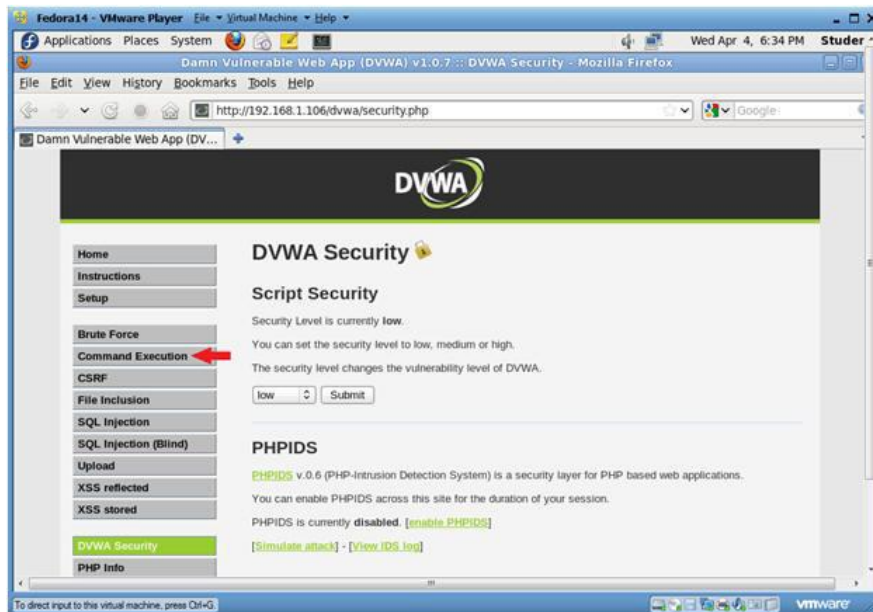 Fedora14 - VMware Player File Virtual Machine Help
Applications Places System Wed Apr 4, 6:34 PM Studer
Damn Vulnerable Web App (DVWA) v1.0.7 :: DVWA Security - Mozilla Firefox
File Edit View History Bookmarks Tools Help
http://192.168.1.106/dvwa/security.php
Google
Damn Vulnerable Web App (DV...
DVWA
Home
Instructions
Setup
Brute Force
Command Execution
CSRF
File Inclusion
SQL Injection
SQL Injection (Blind)
Upload
XSS reflected
XSS stored
DVWA Security
PHP Info
DVWA Security
Script Security
Security Level is currently low.
You can set the security level to low, medium or high.
The security level changes the vulnerability level of DVWA.
low Submit
PHPIDS
PHPIDS v.0.6 (PHP-Intrusion Detection System) is a security layer for PHP based web applications.
You can enable PHPIDS across this site for the duration of your session.
PHPIDS is currently disabled. [enable PHPIDS]
[Simulate attack] - [View IDS log]
To direct input to this virtual machine, press Ctrl+G.
vmware